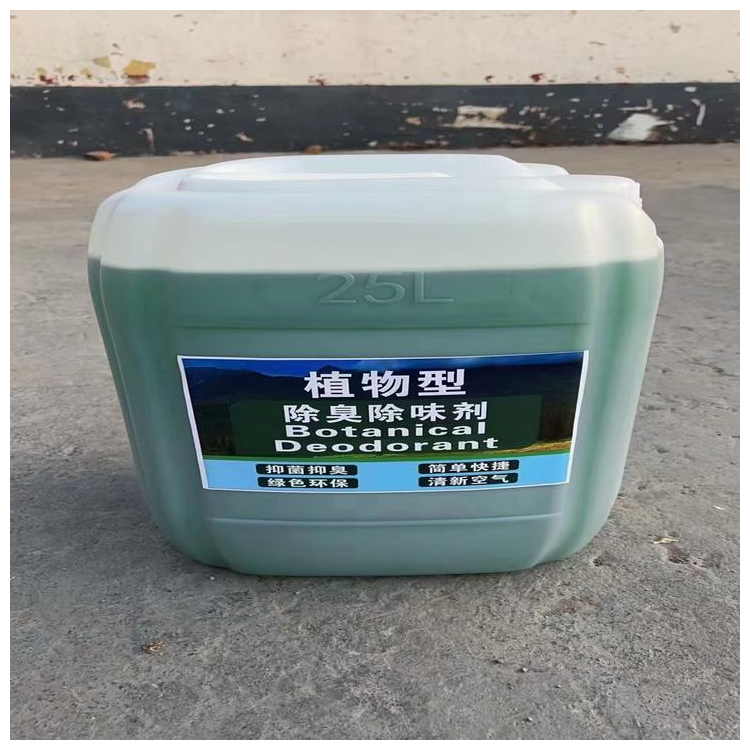 25L
植物型
除臭除味剂
Botanical
Deodorant
抑菌抑臭
简单快捷
绿色环保
清新空气